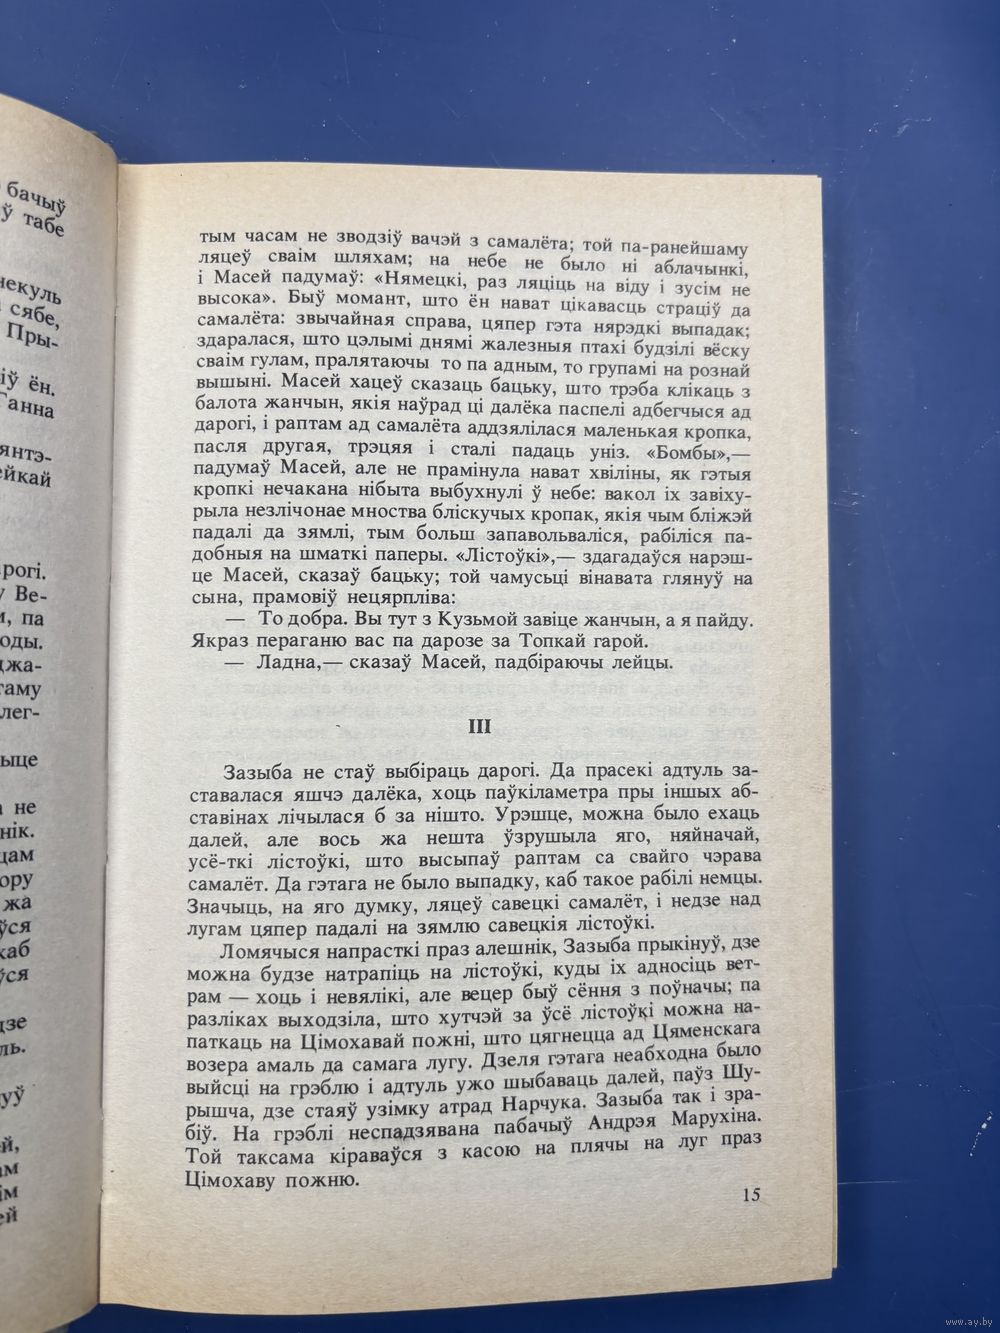 бачыў
ў табе
сябе,
Пры-
ён.
Ганна
рогі.
Ве-
па
не
жа
тым часам не зводзіў вачэй з самалёта; той па-ранейшаму
ляцеў сваім шляхам; на небе не было ні аблачынкі,
і Масей падумаў: «Нямецкі, раз ляціць на віду і зусім не
высока». Быў момант, што ён нават цікавасць страціў да
самалёта: звычайная справа, цяпер гэта нярэдкі выпадак;
здаралася, што цэлымі днямі жалезныя птахі будзілі вёску
сваім гулам, пралятаючы то па адным, то групамі на рознай
вышыні. Масей хацеў сказаць бацьку, што трэба клікаць з
балота жанчын, якія наўрад ці далёка паспелі адбегчыся ад
дарогі, і раптам ад самалёта аддзялілася маленькая кропка,
пасля другая, трэцяя і сталі падаць уніз. «Бомбы»,—
падумаў Масей, але не прамінула нават хвіліны, як гэтыя
кропкі нечакана нібыта выбухнулі ў небе: вакол іх завіху-
рыла незлічонае мноства бліскучых кропак, якія чым бліжэй
падалі да зямлі, тым больш запавольваліся, рабіліся па-
добныя на шматкі паперы. «Лістоўкі»,— здагадаўся нарэш-
це Масей, сказаў бацьку; той чамусьці вінавата глянуў на
сына, прамовіў нецярпліва:
— То добра. Вы тут з Кузьмой завіце жанчын, а я пайду.
Якраз пераганю вас па дарозе за Топкай гарой.
— Ладна,— сказаў Масей, падбіраючы лейцы.
III
Зазыба не стаў выбіраць дарогі. Да прасекі адтуль за-
ставалася яшчэ далёка, хоць паўкіламетра пры іншых аб-
ставінах лічылася б за нішто. Урэшце, можна было ехаць
далей, але вось жа нешта ўзрушыла яго, няйначай,
усё-ткі лістоўкі, што высыпаў раптам са свайго чэрава
самалёт. Да гэтага не было выпадку, каб такое рабілі немцы.
Значыць, на яго думку, ляцеў савецкі самалёт, і недзе над
лугам цяпер падалі на зямлю савецкія лістоўкі.
Ломячыся напрасткі праз алешнік, Зазыба прыкінуў, дзе
можна будзе натрапіць на лістоўкі, куды іх адносіць вет-
рам — хоць і невялікі, але вецер быў сёння з поўначы; па
разліках выходзіла, што хутчэй за ўсё лістоўкі можна на-
паткаць на Цімохавай пожні, што цягнецца ад Цяменскага
возера амаль да самага лугу. Дзеля гэтага неабходна было
выйсці на грэблю і адтуль ужо шыбаваць далей, паўз Шу-
рышча, дзе стаяў узімку атрад Нарчука. Зазыба так і зра-
біў. На грэблі неспадзявана пабачыў Андрэя Марухіна.
Той таксама кіраваўся з касою на плячы на луг праз
Цімохаву пожню.
15
www.ay.by